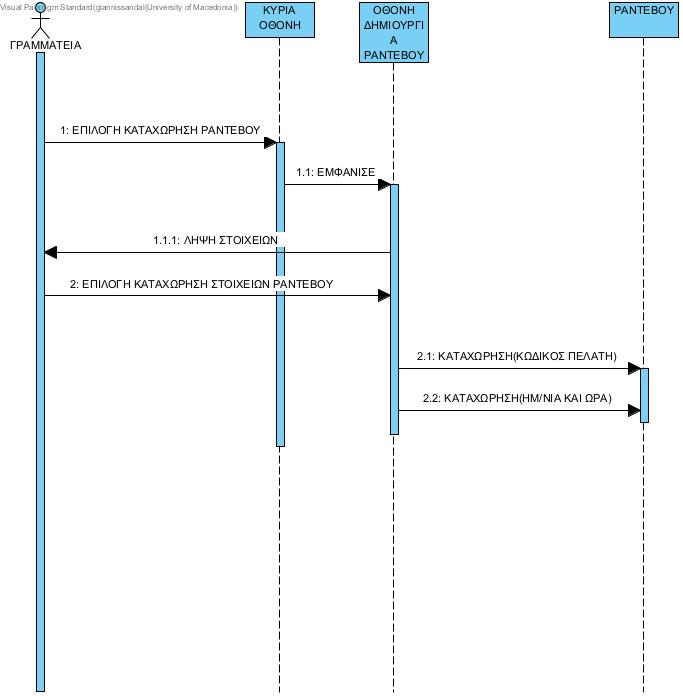 Visual Paradigm Standard(giannissandal(University of Macedonia))
ΓΡΑΜΜΑΤΕΙΑ
ΚΥΡΙΑ
ΟΘΟΝΗ
ΟΘΟΝΗ
ΔΗΜΙΟΥΡΓΙ
Α
ΡΑΝΤΕΒΟΥ
ΡΑΝΤΕΒΟΥ
1: ΕΠΙΛΟΓΗ ΚΑΤΑΧΩΡΗΣΗ ΡΑΝΤΕΒΟΥ
1.1: ΕΜΦΑΝΙΣΕ
1.1.1: ΛΗΨΗ ΣΤΟΙΧΕΙΩΝ
2: ΕΠΙΛΟΓΗ ΚΑΤΑΧΩΡΗΣΗ ΣΤΟΙΧΕΙΩΝ ΡΑΝΤΕΒΟΥ
2.1: ΚΑΤΑΧΩΡΗΣΗ(ΚΩΔΙΚΟΣ ΠΕΛΑΤΗ)
2.2: ΚΑΤΑΧΩΡΗΣΗ(ΗΜ/ΝΙΑ ΚΑΙ ΩΡΑ)